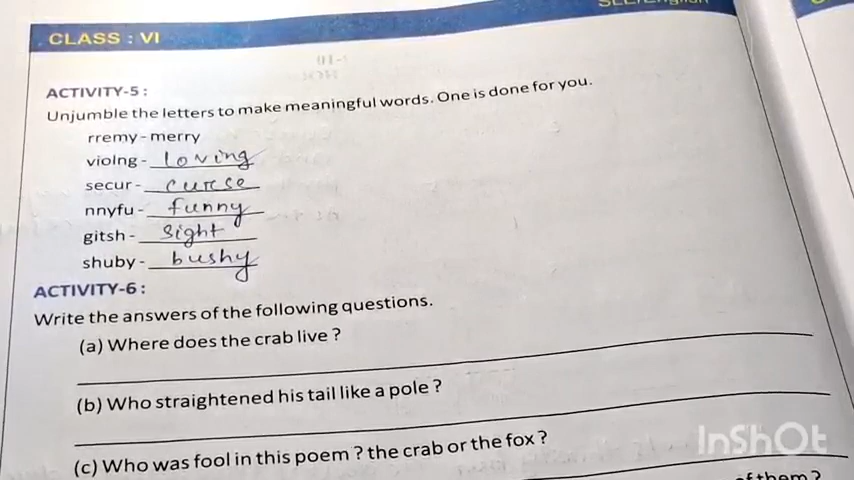 CLASS : VI
ACTIVITY-5 :
Unjumble the letters to make meaningful words. One is done for you.
rremy - merry
violng - loving
secur - curse
nnyfu - funny
gitsh - sight
shuby - bushy
ACTIVITY-6 :
Write the answers of the following questions.
(a) Where does the crab live ?
(b) Who straightened his tail like a pole ?
(c) Who was fool in this poem ? the crab or the fox ?
of them ?
InShOt